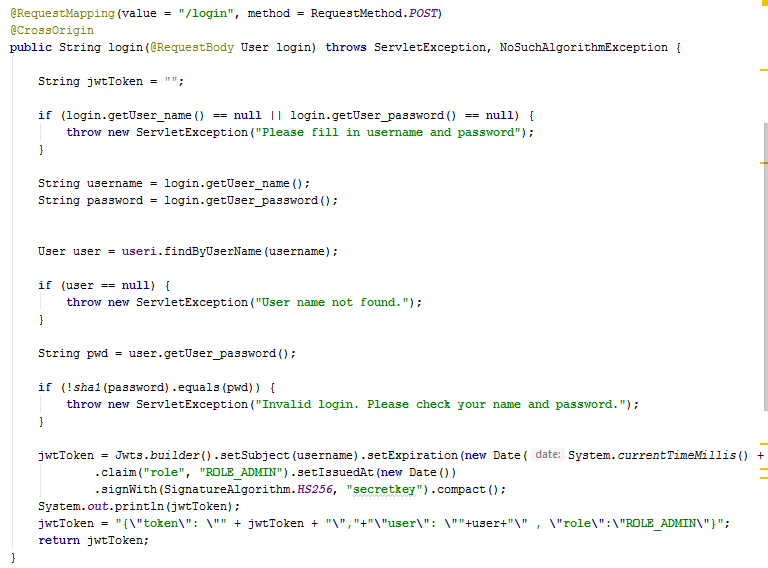 @RequestMapping(value = "/login", method = RequestMethod.POST)
@CrossOrigin
public String login(@RequestBody User login) throws ServletException, NoSuchAlgorithmException {
String jwtToken = "";
if (login.getUser_name() == null || login.getUser_password() == null) {
throw new ServletException("Please fill in username and password");
}
String username = login.getUser_name();
String password = login.getUser_password();
User user = useri.findByUserName(username);
if (user == null) {
throw new ServletException("User name not found.");
}
String pwd = user.getUser_password();
if (!sha1(password).equals(pwd)) {
throw new ServletException("Invalid login. Please check your name and password.");
}
jwtToken = Jwts.builder().setSubject(username).setExpiration(new Date( date: System.currentTimeMillis() +
.claim("role", "ROLE_ADMIN").setIssuedAt(new Date())
.signWith(SignatureAlgorithm.HS256, "secretkey").compact();
System.out.println(jwtToken);
jwtToken = "{\"token\": \"" + jwtToken + "\","+"\"user\": \""+user+"\" , \"role\":\"ROLE_ADMIN\"}";
return jwtToken;
}